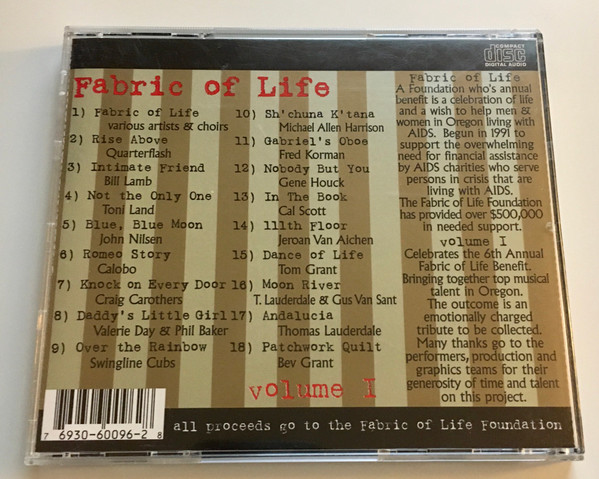 COMPACT
disc
DIGITAL AUDIO
Fabric of Life
1) Fabric of Life
various artists & choirs
2) Rise Above
Quarterflash
3) Intimate Friend
Bill Lamb
4) Not the Only One
Toni Land
5) Blue, Blue Moon
John Nilsen
6) Romeo Story
Calobo
7) Knock on Every Door
Craig Carothers
8) Daddy's Little Girl
Valerie Day & Phil Baker
9) Over the Rainbow
Swingline Cubs
10) Sh'chuna K'tana
Michael Allen Harrison
11) Gabriel's Oboe
Fred Korman
12) Nobody But You
Gene Houck
13) In The Book
Cal Scott
14) 111th Floor
Jeroan Van Aichen
15) Dance of Life
Tom Grant
16) Moon River
T. Lauderdale & Gus Van Sant
17) Andalucia
Thomas Lauderdale
18) Patchwork Quilt
Bev Grant
volume I
Fabric of Life
A Foundation who's annual
benefit is a celebration of life
and a wish to help men &
women in Oregon living with
AIDS. Begun in 1991 to
support the overwhelming
need for financial assistance
by AIDS charities who serve
persons in crisis that are
living with AIDS.
The Fabric of Life Foundation
has provided over $500,000
in needed support.
volume I
Celebrates the 6th Annual
Fabric of Life Benefit.
Bringing together top musical
talent in Oregon.
The outcome is an
emotionally charged
tribute to be collected.
Many thanks go to the
performers, production and
graphics teams for their
generosity of time and talent
on this project.
7 6930-60096-2 8
all proceeds go to the Fabric of Life Foundation